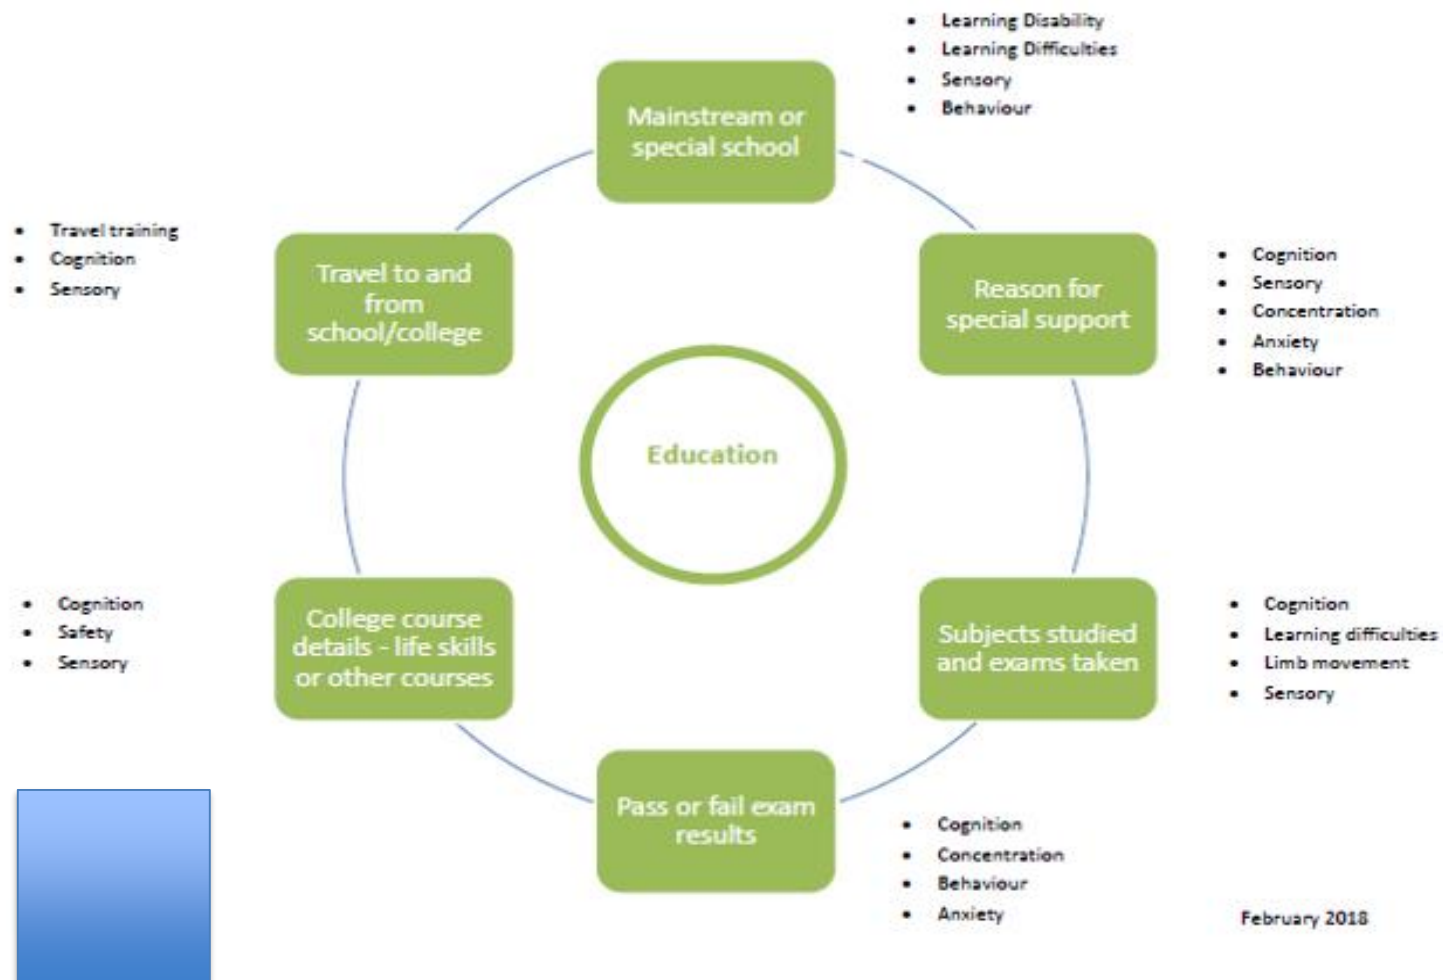 • Learning Disability
• Learning Difficulties
• Sensory
• Behaviour
Mainstream or
special school
Reason for
special support
• Cognition
• Sensory
• Concentration
• Anxiety
• Behaviour
Subjects studied
and exams taken
• Cognition
• Learning difficulties
• Limb movement
• Sensory
Pass or fail exam
results
• Cognition
• Concentration
• Behaviour
• Anxiety
College course
details - life skills
or other courses
• Cognition
• Safety
• Sensory
Travel to and
from
school/college
• Travel training
• Cognition
• Sensory
Education
February 2018